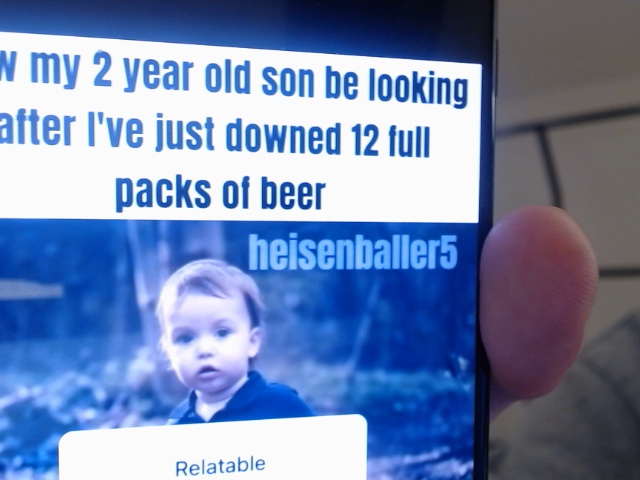 my 2 year old son be looking
after I've just downed 12 full
packs of beer
heisenballer5
Relatable